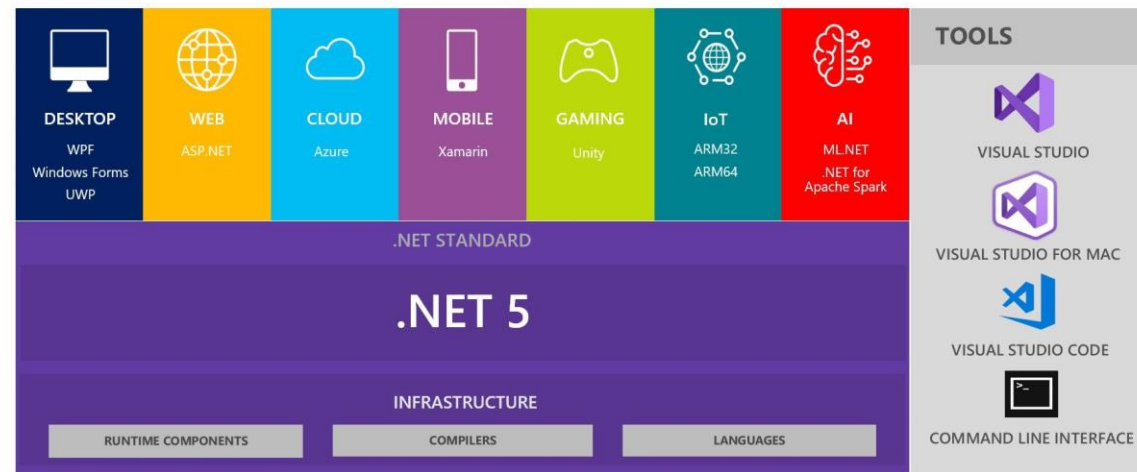 DESKTOP
WPF
Windows Forms
UWP
WEB
ASP.NET
CLOUD
Azure
MOBILE
Xamarin
GAMING
Unity
IoT
ARM32
ARM64
AI
ML.NET
.NET for
Apache Spark
.NET STANDARD
.NET 5
INFRASTRUCTURE
RUNTIME COMPONENTS
COMPILERS
LANGUAGES
TOOLS
VISUAL STUDIO
VISUAL STUDIO FOR MAC
VISUAL STUDIO CODE
>_
COMMAND LINE INTERFACE